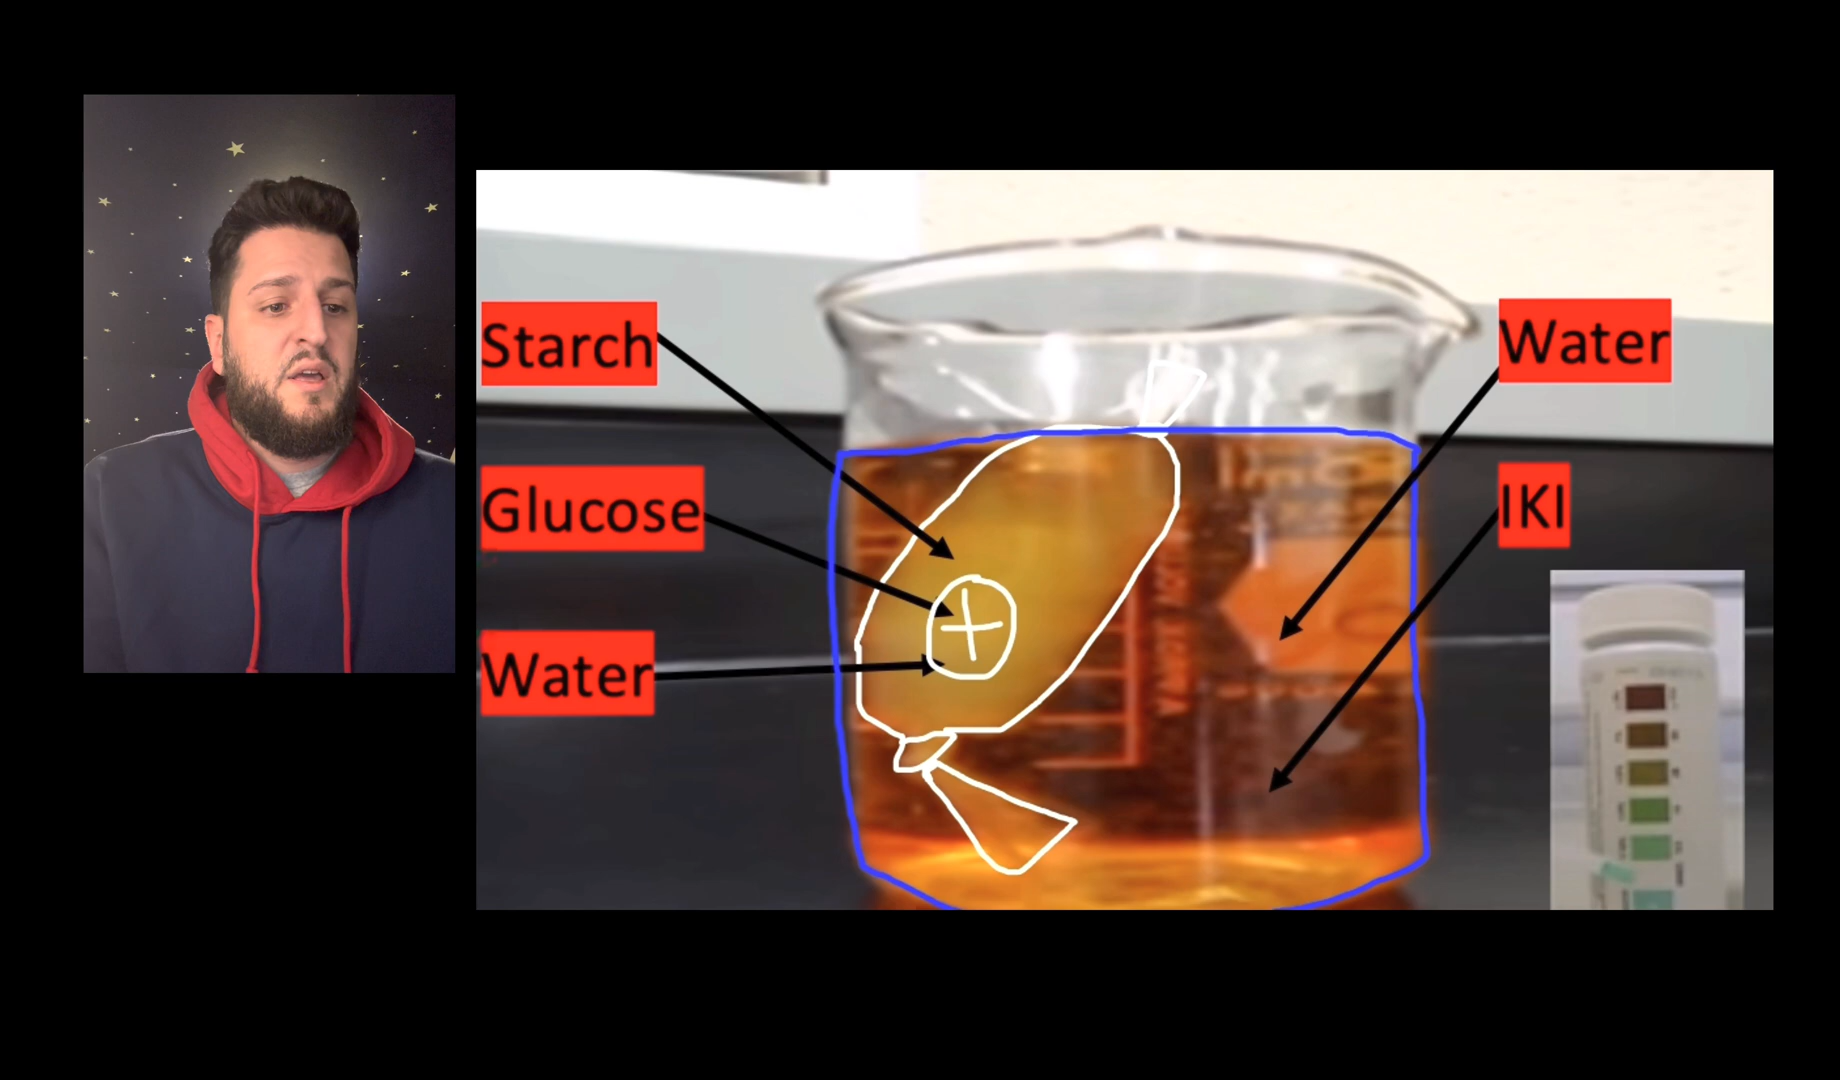 Starch
Glucose
Water
Water
IKI